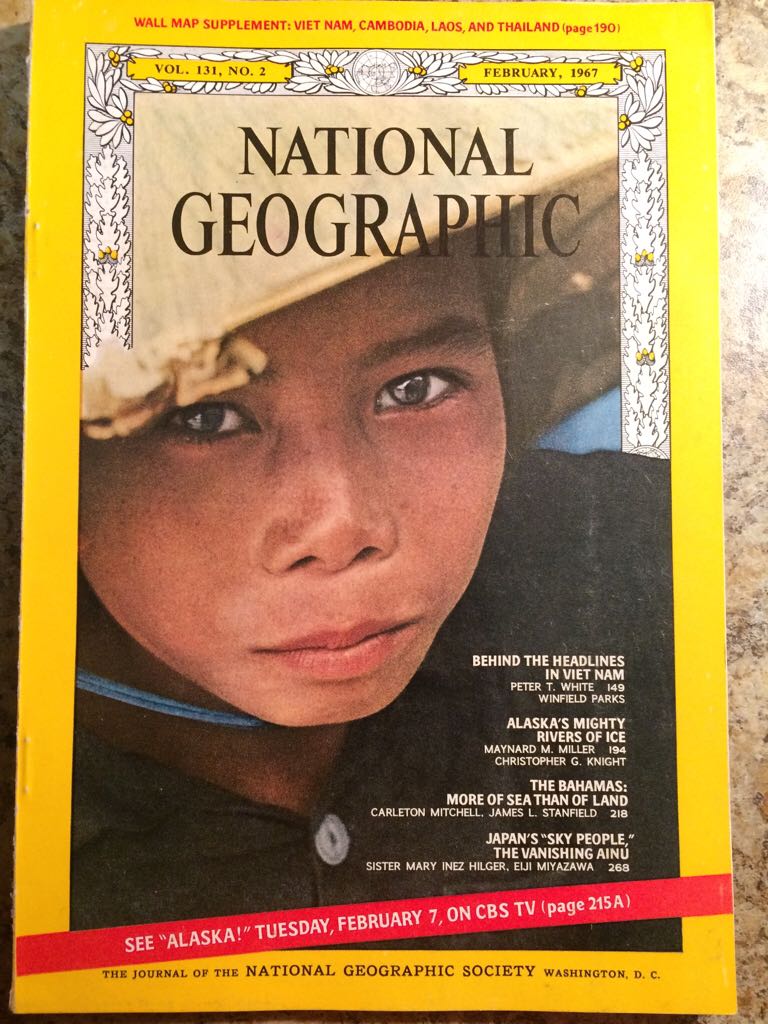 WALL MAP SUPPLEMENT: VIET NAM, CAMBODIA, LAOS, AND THAILAND (page 190)
VOL. 131, NO. 2
FEBRUARY, 1967
NATIONAL
GEOGRAPHIC
BEHIND THE HEADLINES
IN VIET NAM
PETER T. WHITE 149
WINFIELD PARKS
ALASKA'S MIGHTY
RIVERS OF ICE
MAYNARD M. MILLER 194
CHRISTOPHER G. KNIGHT
THE BAHAMAS:
MORE OF SEA THAN OF LAND
CARLETON MITCHELL, JAMES L. STANFIELD 218
JAPAN'S "SKY PEOPLE,"
THE VANISHING AINU
SISTER MARY INEZ HILGER, EIJI MIYAZAWA 268
SEE "ALASKA!" TUESDAY, FEBRUARY 7, ON CBS TV (page 215A)
THE JOURNAL OF THE NATIONAL GEOGRAPHIC SOCIETY WASHINGTON, D. C.